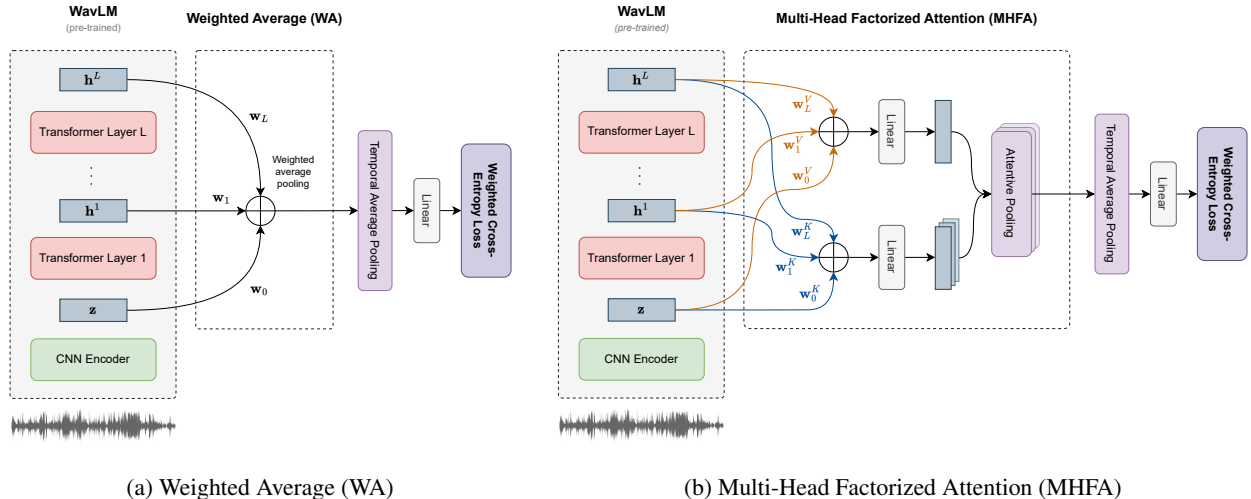 WavLM
(pre-trained)
Weighted Average (WA)
h^L
Transformer Layer L
...
h^1
Transformer Layer 1
z
CNN Encoder
w_L
w_1
w_0
Weighted
average
pooling
Temporal Average Pooling
Linear
Weighted Cross-
Entropy Loss
(a) Weighted Average (WA)
WavLM
(pre-trained)
Multi-Head Factorized Attention (MHFA)
h^L
Transformer Layer L
...
h^1
Transformer Layer 1
z
CNN Encoder
w_L^V
w_1^V
w_0^V
w_L^K
w_1^K
w_0^K
Linear
Linear
Attentive Pooling
Temporal Average Pooling
Linear
Weighted Cross-
Entropy Loss
(b) Multi-Head Factorized Attention (MHFA)